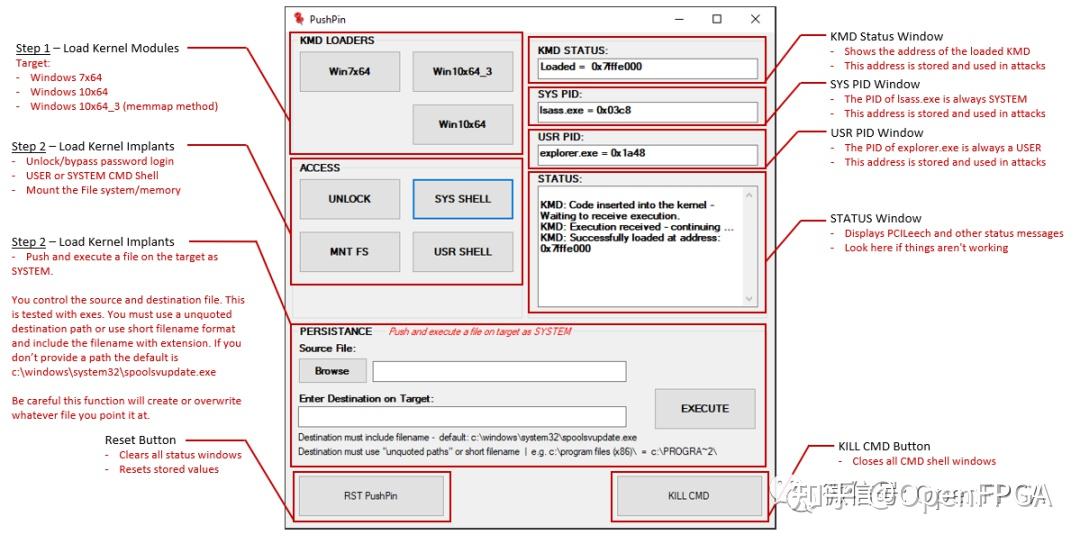 Step 1 – Load Kernel Modules
Target:
- Windows 7x64
- Windows 10x64
- Windows 10x64_3 (memmap method)
Step 2 – Load Kernel Implants
- Unlock/bypass password login
- USER or SYSTEM CMD Shell
- Mount the File system/memory
Step 2 – Load Kernel Implants
- Push and execute a file on the target as
SYSTEM.
You control the source and destination file. This
is tested with exes. You must use a unquoted
destination path or use short filename format
and include the filename with extension. If you
don't provide a path the default is
c:\windows\system32\spoolsvupdate.exe
Be careful this function will create or overwrite
whatever file you point it at.
Reset Button
- Clears all status windows
- Resets stored values
PushPin
KMD LOADERS
Win7x64
Win10x64_3
Win10x64
ACCESS
UNLOCK
SYS SHELL
MNT FS
USR SHELL
KMD STATUS:
Loaded = 0x7fffe000
SYS PID:
lsass.exe = 0x03c8
USR PID:
explorer.exe = 0x1a48
STATUS:
KMD: Code inserted into the kernel -
Waiting to receive execution.
KMD: Execution received - continuing ...
KMD: Successfully loaded at address:
0x7fffe000
PERSISTANCE Push and execute a file on target as SYSTEM
Source File:
Browse
Enter Destination on Target:
EXECUTE
Destination must include filename - default: c:\windows\system32\spoolsvupdate.exe
Destination must use "unquoted paths" or short filename | e.g. c:\program files (x86)\ = c:\PROGRA~2\
RST PushPin
KILL CMD
KMD Status Window
- Shows the address of the loaded KMD
- This address is stored and used in attacks
SYS PID Window
- The PID of lsass.exe is always SYSTEM
- This address is stored and used in attacks
USR PID Window
- The PID of explorer.exe is always a USER
- This address is stored and used in attacks
STATUS Window
- Displays PCILeech and other status messages
- Look here if things aren't working
KILL CMD Button
- Closes all CMD shell windows
知乎 @OpenFPGA